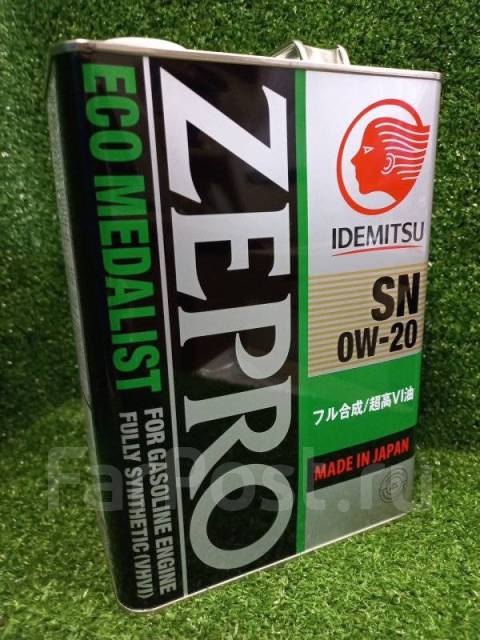 ECO MEDALIST
ZEPRO
FOR GASOLINE ENGINE
FULLY SYNTHETIC (VHVI)
IDEMITSU
SN
0W-20
フル合成/超高VI油
MADE IN JAPAN
FarPost.ru